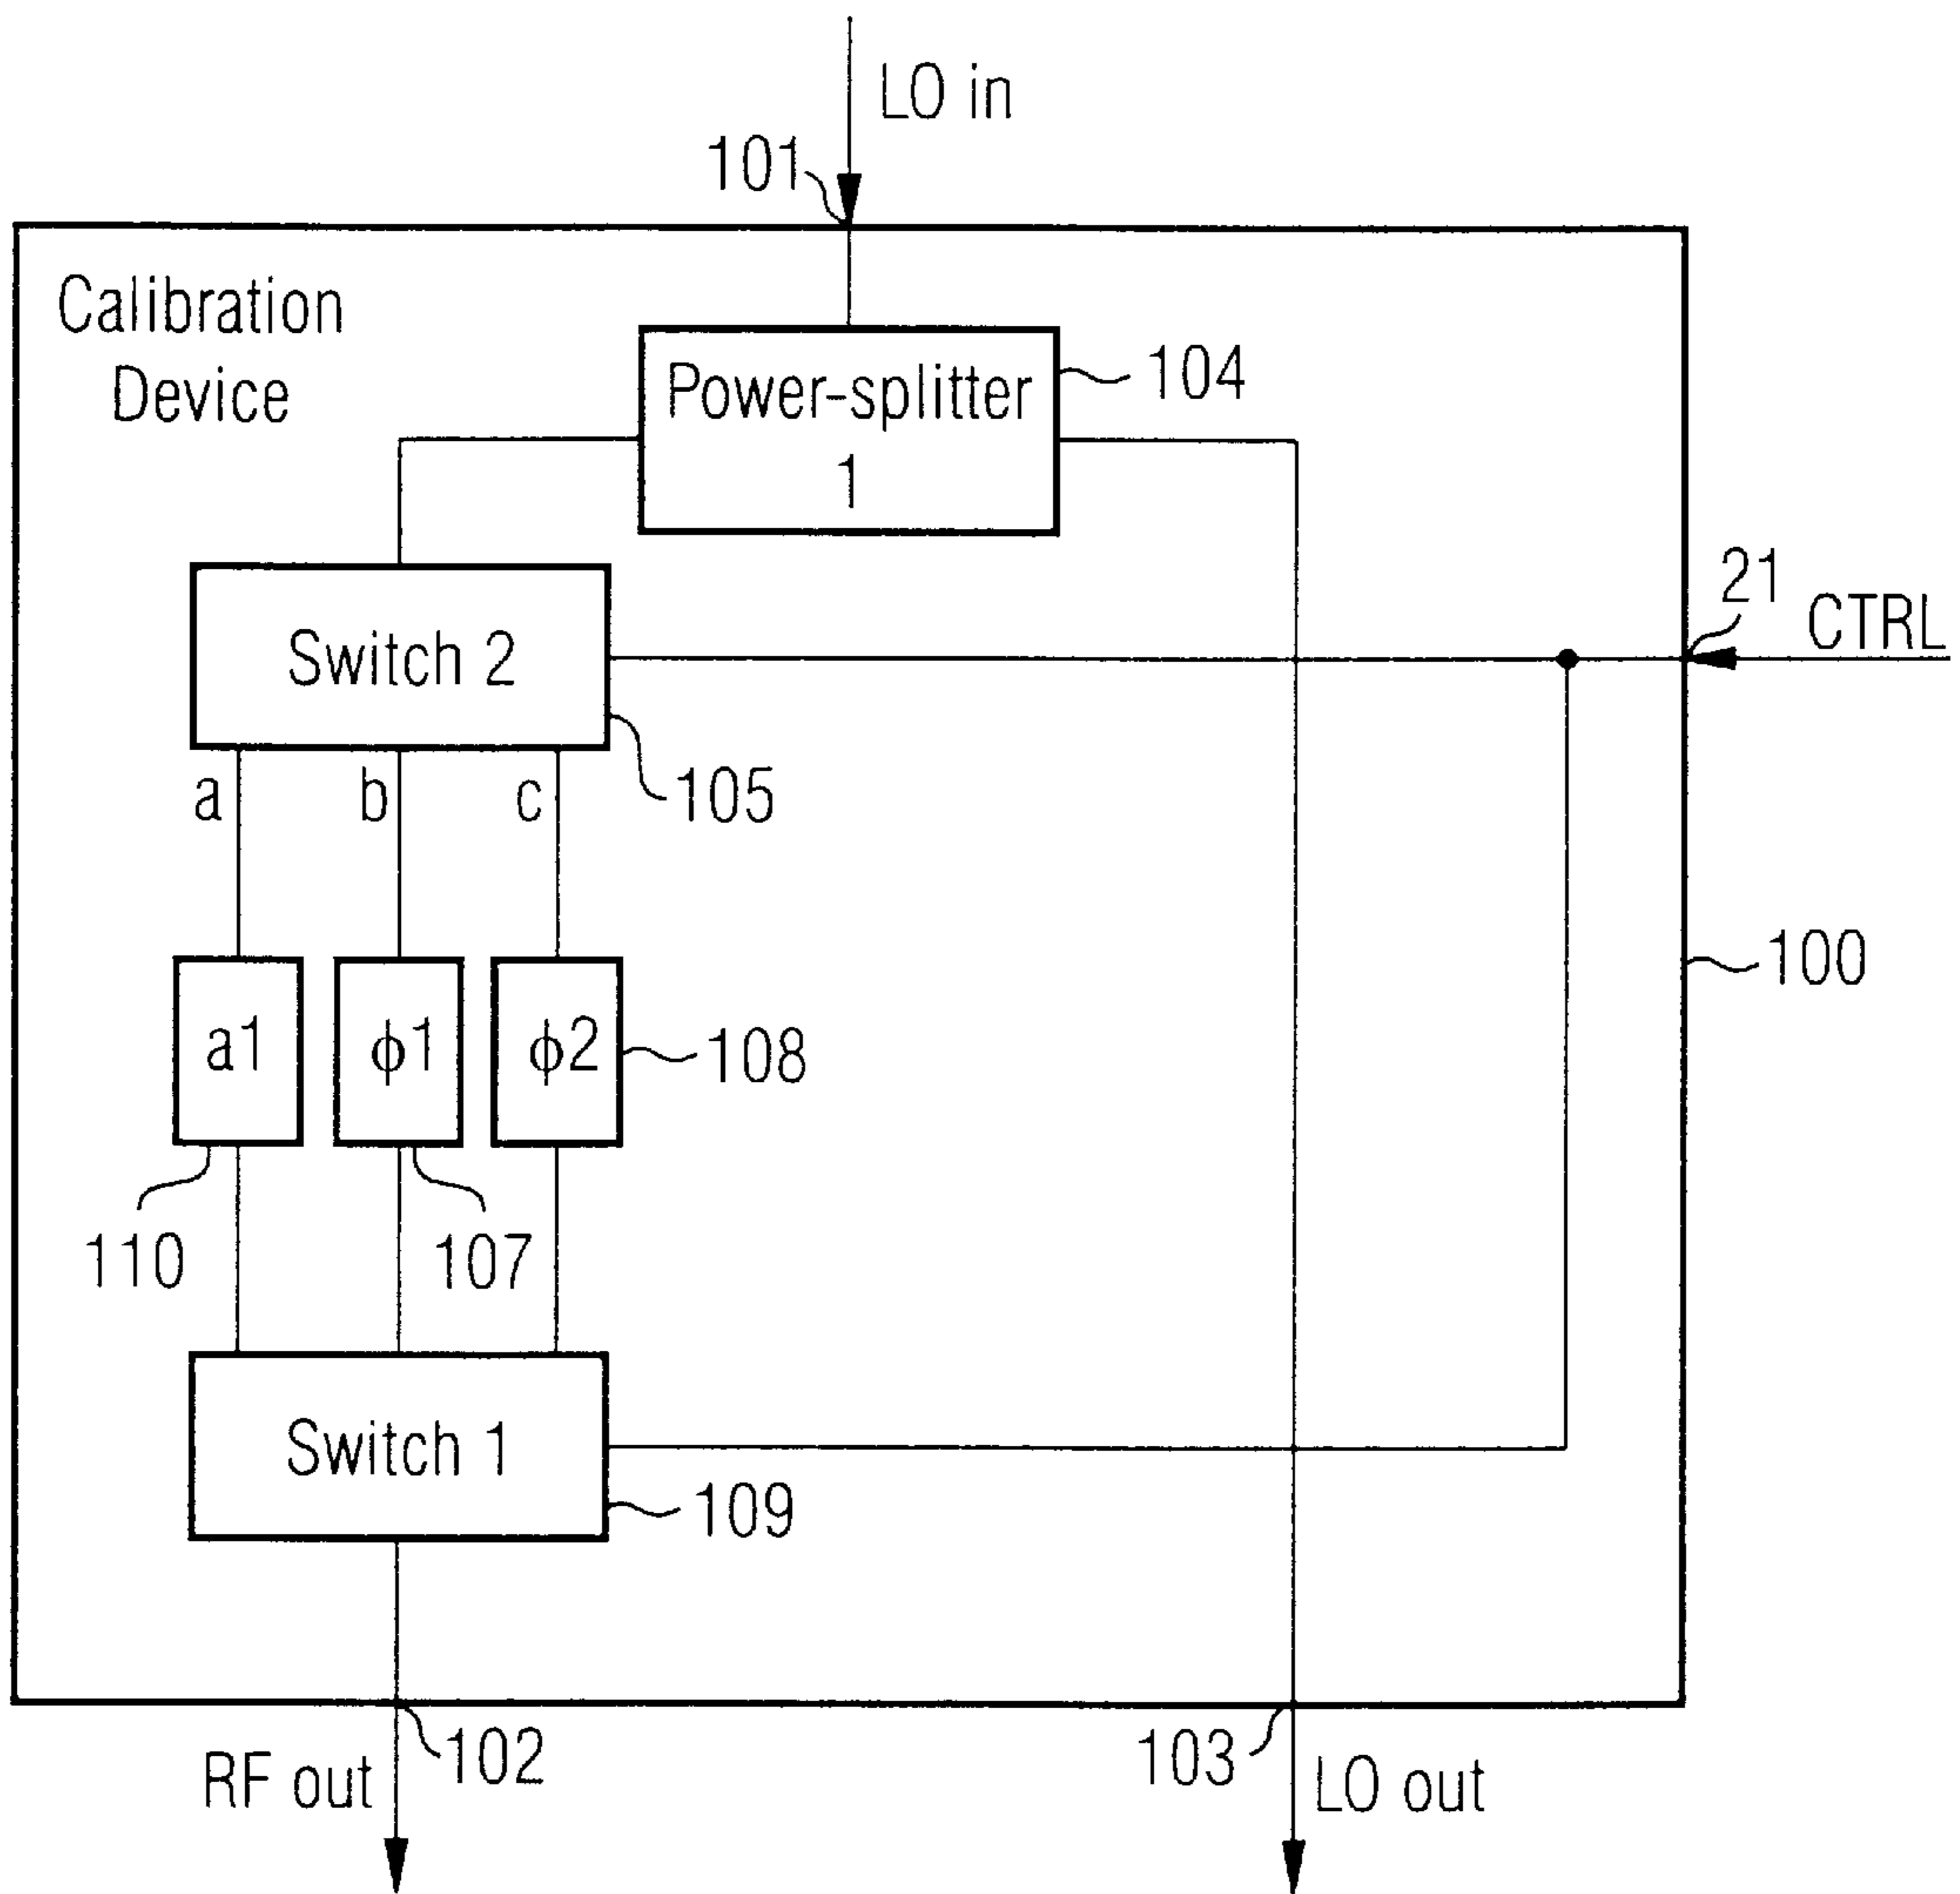 LO in
101
Calibration
Device
Power-splitter
1
104
21
CTRL
Switch 2
a
b
c
105
100
a1
ϕ1
ϕ2
108
110
107
Switch 1
109
102
RF out
103
LO out